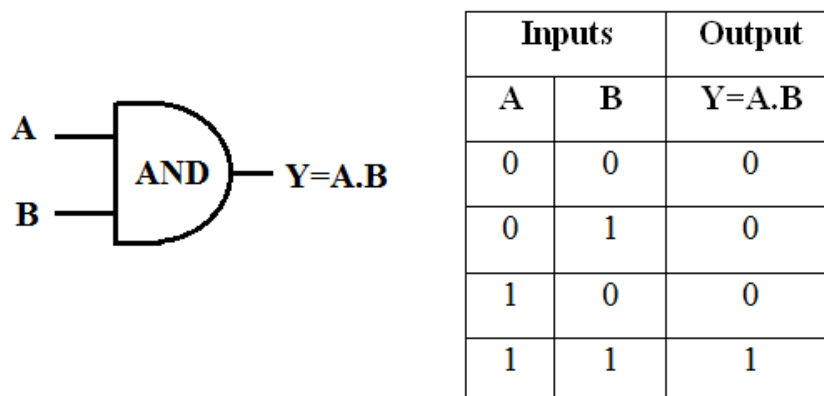 A
B
AND
Y=A.B
Inputs Output
A B Y=A.B
0 0 0
0 1 0
1 0 0
1 1 1